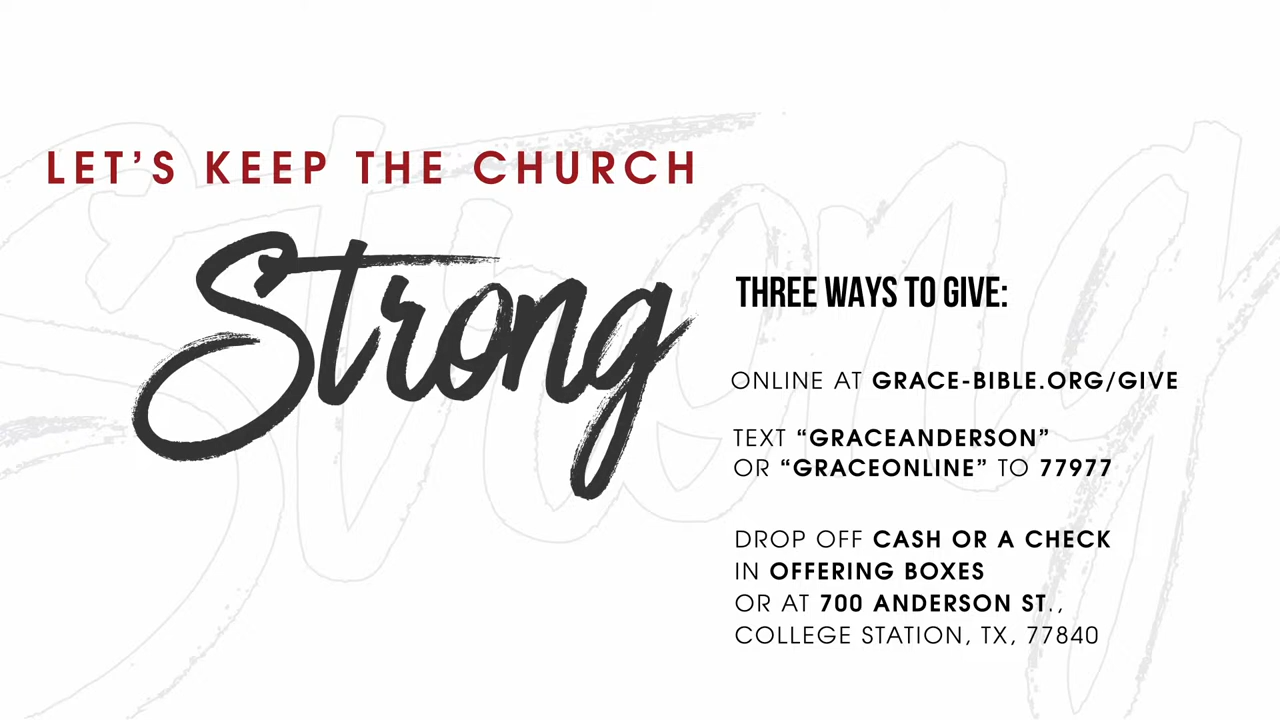 LET’S KEEP THE CHURCH
Strong
THREE WAYS TO GIVE:
ONLINE AT GRACE-BIBLE.ORG/GIVE
TEXT “GRACEANDERSON”
OR “GRACEONLINE” TO 77977
DROP OFF CASH OR A CHECK
IN OFFERING BOXES
OR AT 700 ANDERSON ST.,
COLLEGE STATION, TX, 77840